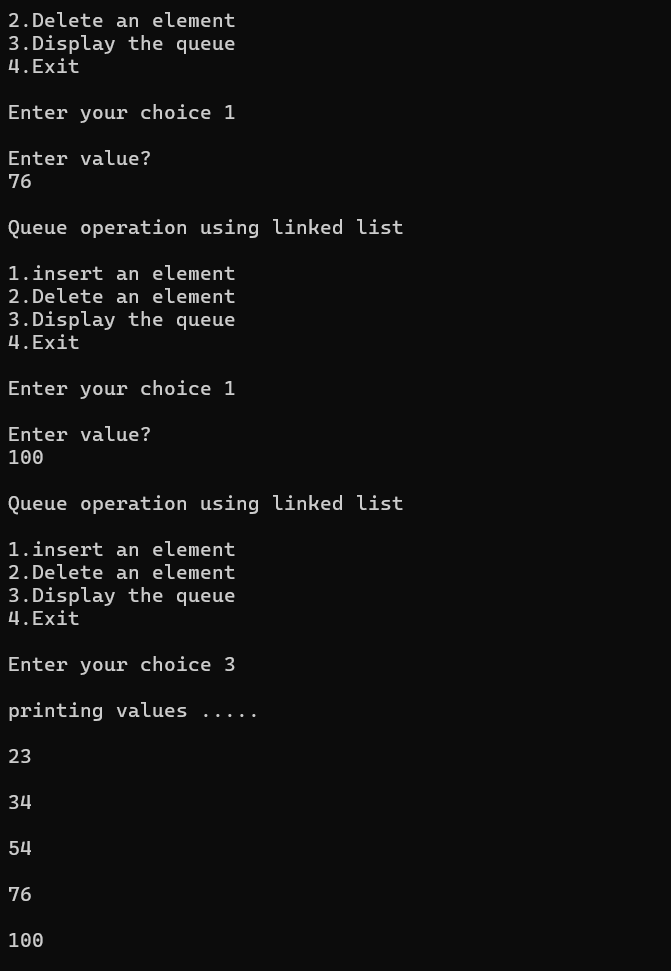 2.Delete an element
3.Display the queue
4.Exit
Enter your choice 1
Enter value?
76
Queue operation using linked list
1.insert an element
2.Delete an element
3.Display the queue
4.Exit
Enter your choice 1
Enter value?
100
Queue operation using linked list
1.insert an element
2.Delete an element
3.Display the queue
4.Exit
Enter your choice 3
printing values .....
23
34
54
76
100